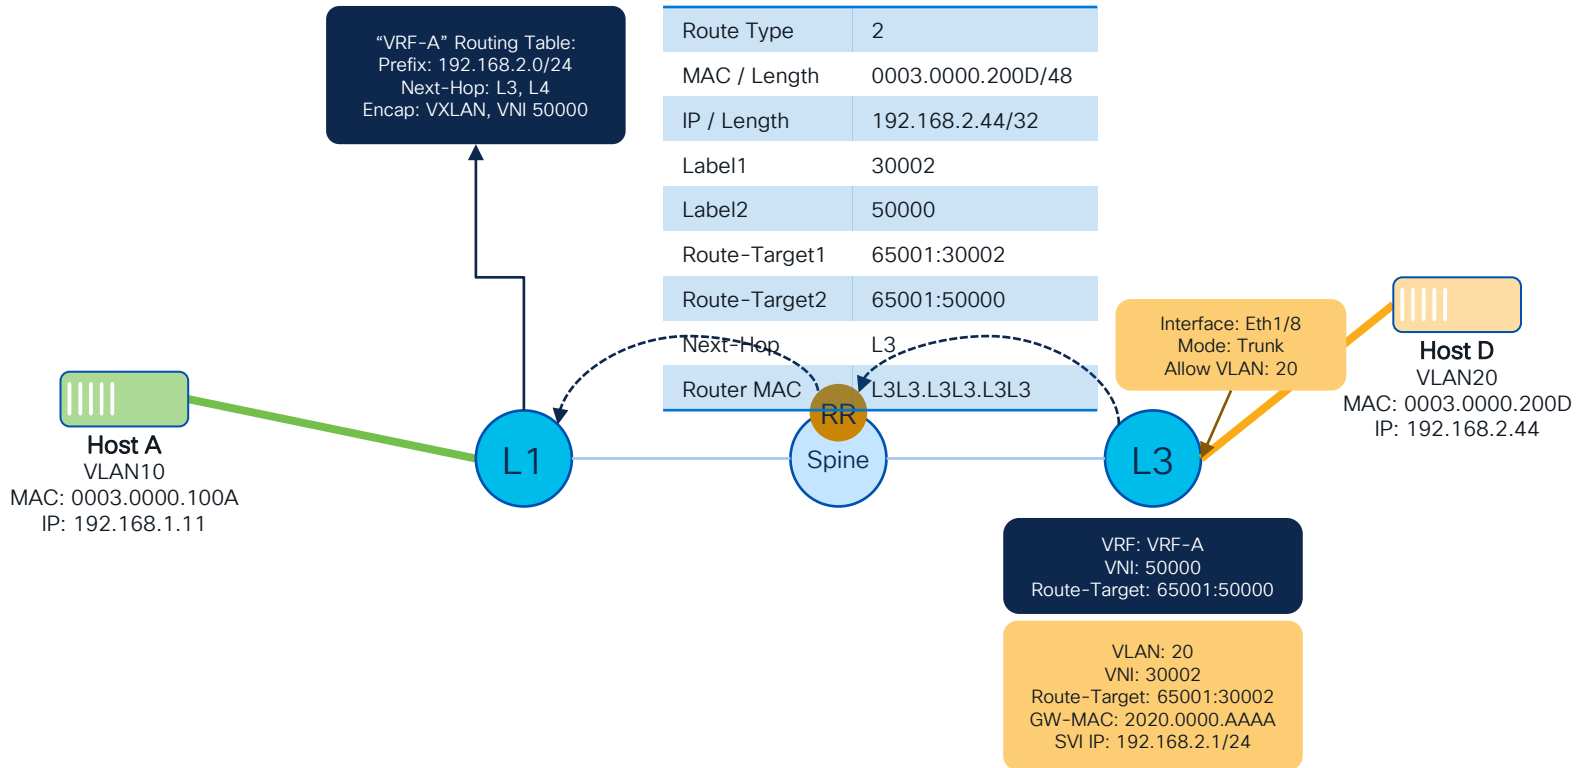 “VRF-A” Routing Table:
Prefix: 192.168.2.0/24
Next-Hop: L3, L4
Encap: VXLAN, VNI 50000
Route Type 2
MAC / Length 0003.0000.200D/48
IP / Length 192.168.2.44/32
Label1 30002
Label2 50000
Route-Target1 65001:30002
Route-Target2 65001:50000
Next-Hop L3
Router MAC L3L3.L3L3.L3L3
Interface: Eth1/8
Mode: Trunk
Allow VLAN: 20
Host D
VLAN20
MAC: 0003.0000.200D
IP: 192.168.2.44
Host A
VLAN10
MAC: 0003.0000.100A
IP: 192.168.1.11
L1
RR
Spine
L3
VRF: VRF-A
VNI: 50000
Route-Target: 65001:50000
VLAN: 20
VNI: 30002
Route-Target: 65001:30002
GW-MAC: 2020.0000.AAAA
SVI IP: 192.168.2.1/24